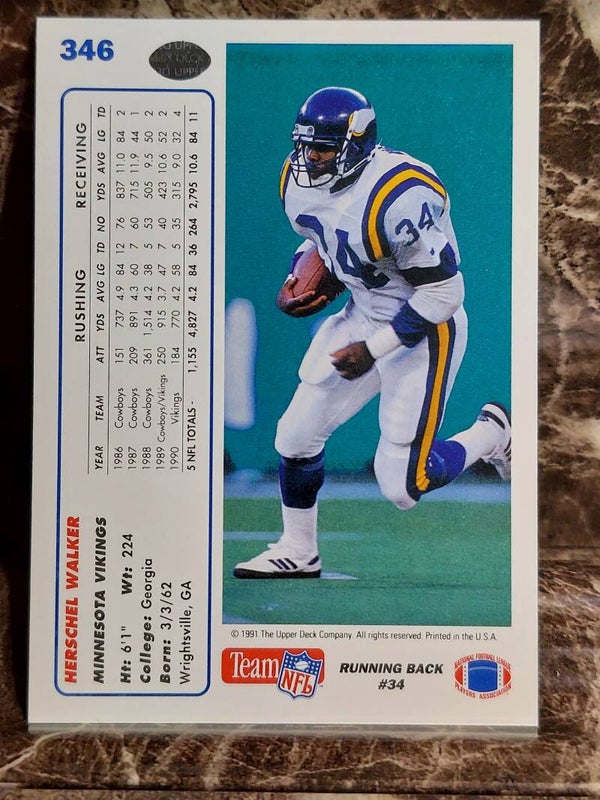 346
HERSCHEL WALKER
MINNESOTA VIKINGS
Ht: 6'1" Wt: 224
College: Georgia
Born: 3/3/62
Wrightsville, GA
RUSHING RECEIVING
YEAR TEAM ATT YDS AVG LG TD NO YDS AVG LG TD
1986 Cowboys 151 737 4.9 84 12 76 837 11.0 84 2
1987 Cowboys 209 891 4.3 60 7 60 715 11.9 44 1
1988 Cowboys 361 1,514 4.2 38 5 53 505 9.5 50 2
1989 Cowboys/Vikings 250 915 3.7 47 7 40 423 10.6 52 2
1990 Vikings 184 770 4.2 58 5 35 315 9.0 32 4
5 NFL TOTALS - 1,155 4,827 4.2 84 36 264 2,795 10.6 84 11
34
34
© 1991 The Upper Deck Company. All rights reserved. Printed in the U.S.A.
Team NFL
RUNNING BACK
#34
NATIONAL FOOTBALL LEAGUE
PLAYERS ASSOCIATION